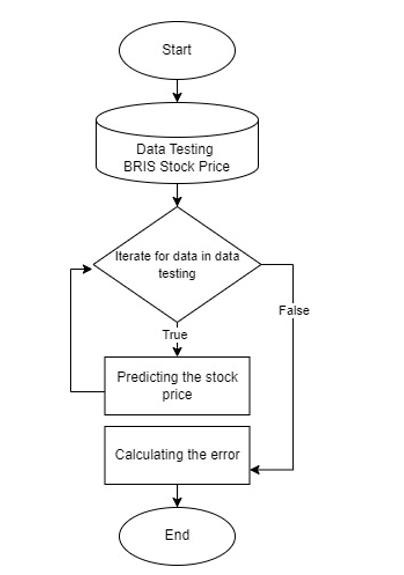 Start
Data Testing
BRIS Stock Price
Iterate for data in data
testing
False
True
Predicting the stock
price
Calculating the error
End